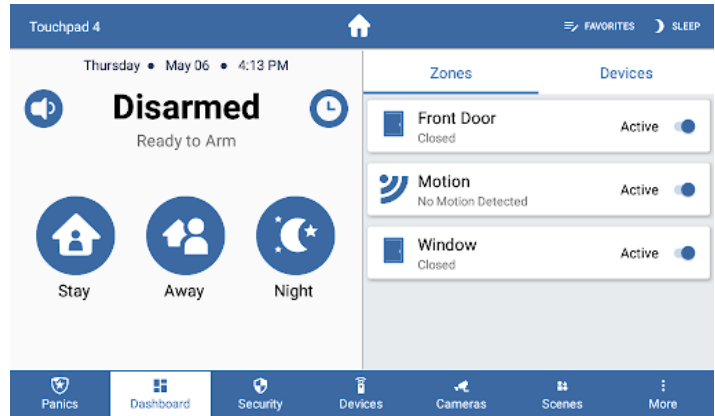 Touchpad 4
FAVORITES
SLEEP
Thursday • May 06 • 4:13 PM
Disarmed
Ready to Arm
Stay
Away
Night
Zones
Devices
Front Door
Closed
Active
Motion
No Motion Detected
Active
Window
Closed
Active
Panics
Dashboard
Security
Devices
Cameras
Scenes
More